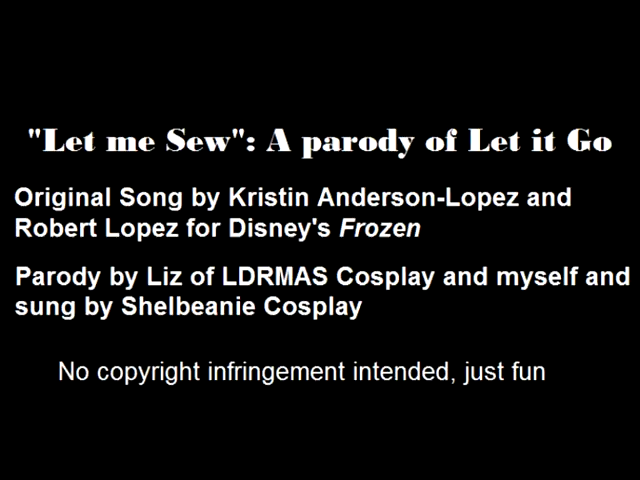 "Let me Sew": A parody of Let it Go
Original Song by Kristin Anderson-Lopez and
Robert Lopez for Disney's Frozen
Parody by Liz of LDRMAS Cosplay and myself and
sung by Shelbeanie Cosplay
No copyright infringement intended, just fun